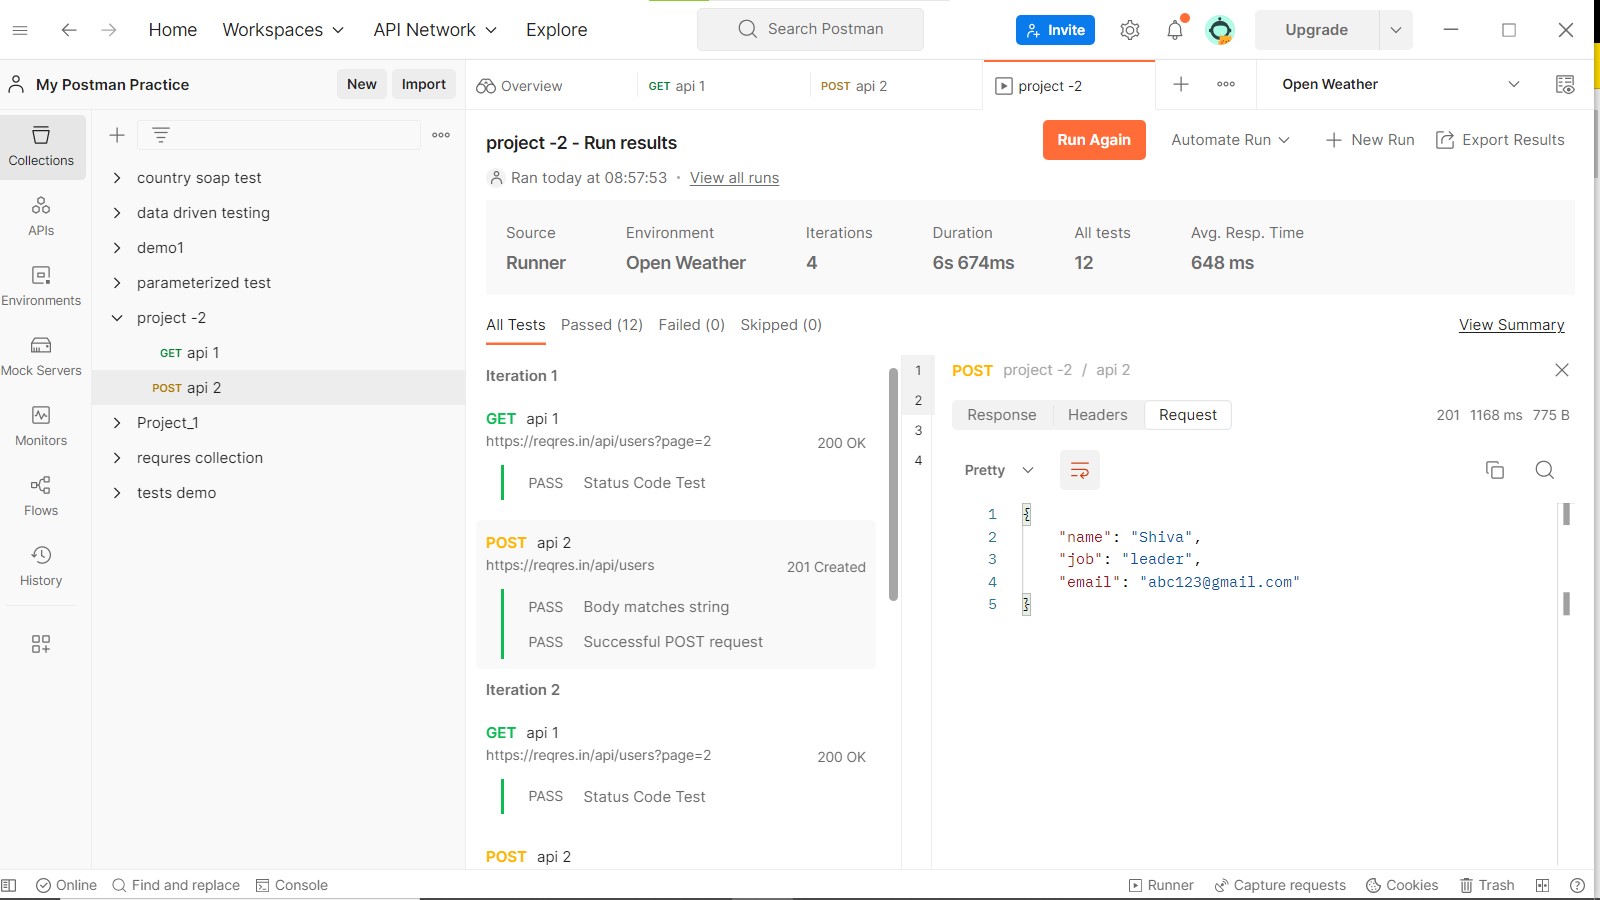 Home Workspaces API Network Explore Search Postman Invite Upgrade
My Postman Practice New Import Overview GET api 1 POST api 2 project -2 Open Weather
Collections
APIs
Environments
Mock Servers
Monitors
Flows
History
country soap test
data driven testing
demo1
parameterized test
project -2
GET api 1
POST api 2
Project_1
requres collection
tests demo
project -2 - Run results
Run Again Automate Run New Run Export Results
Ran today at 08:57:53 · View all runs
Source Environment Iterations Duration All tests Avg. Resp. Time
Runner Open Weather 4 6s 674ms 12 648 ms
All Tests Passed (12) Failed (0) Skipped (0) View Summary
Iteration 1
GET api 1
https://reqres.in/api/users?page=2 200 OK
PASS Status Code Test
POST api 2
https://reqres.in/api/users 201 Created
PASS Body matches string
PASS Successful POST request
Iteration 2
GET api 1
https://reqres.in/api/users?page=2 200 OK
PASS Status Code Test
POST api 2
1
2
3
4
POST project -2 / api 2
Response Headers Request 201 1168 ms 775 B
Pretty
1 {
2 "name": "Shiva",
3 "job": "leader",
4 "email": "abc123@gmail.com"
5 }
Online Find and replace Console Runner Capture requests Cookies Trash